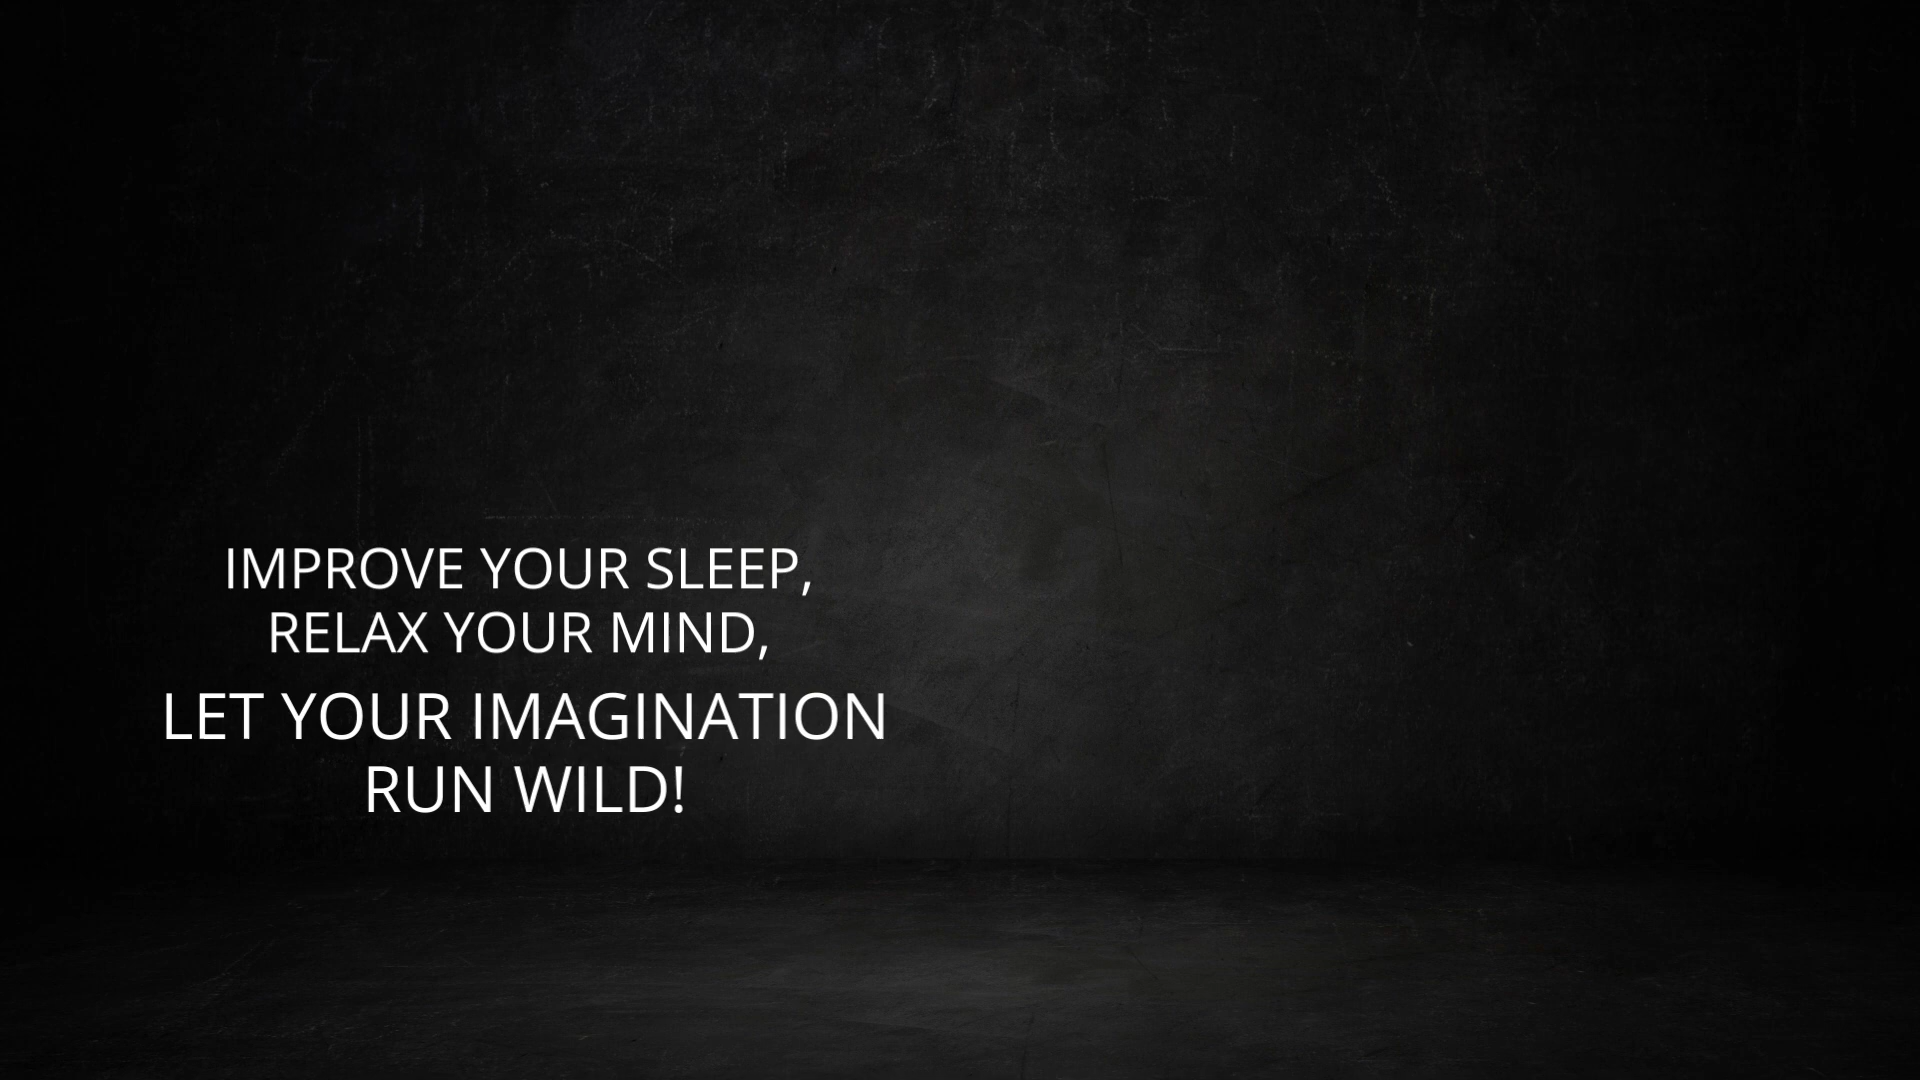 IMPROVE YOUR SLEEP,
RELAX YOUR MIND,
LET YOUR IMAGINATION
RUN WILD!